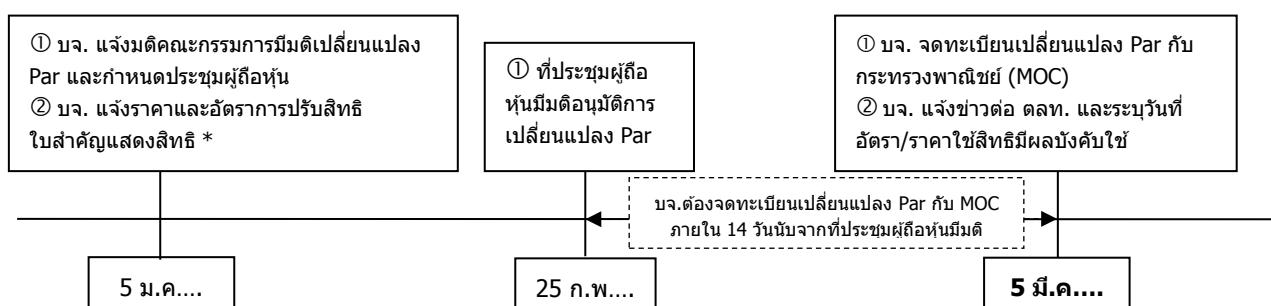 ① บจ. แจ้งมติคณะกรรมการมีมติเปลี่ยนแปลง
Par และกำหนดประชุมผู้ถือหุ้น
② บจ. แจ้งราคาและอัตราการปรับสิทธิ
ใบสำคัญแสดงสิทธิ *
① ที่ประชุมผู้ถือ
หุ้นมีมติอนุมัติการ
เปลี่ยนแปลง Par
① บจ. จดทะเบียนเปลี่ยนแปลง Par กับ
กระทรวงพาณิชย์ (MOC)
② บจ. แจ้งข่าวต่อ ตลท. และระบุวันที่
อัตรา/ราคาใช้สิทธิมีผลบังคับใช้
บจ.ต้องจดทะเบียนเปลี่ยนแปลง Par กับ MOC
ภายใน 14 วันนับจากที่ประชุมผู้ถือหุ้นมีมติ
5 ม.ค....
25 ก.พ....
5 มี.ค....